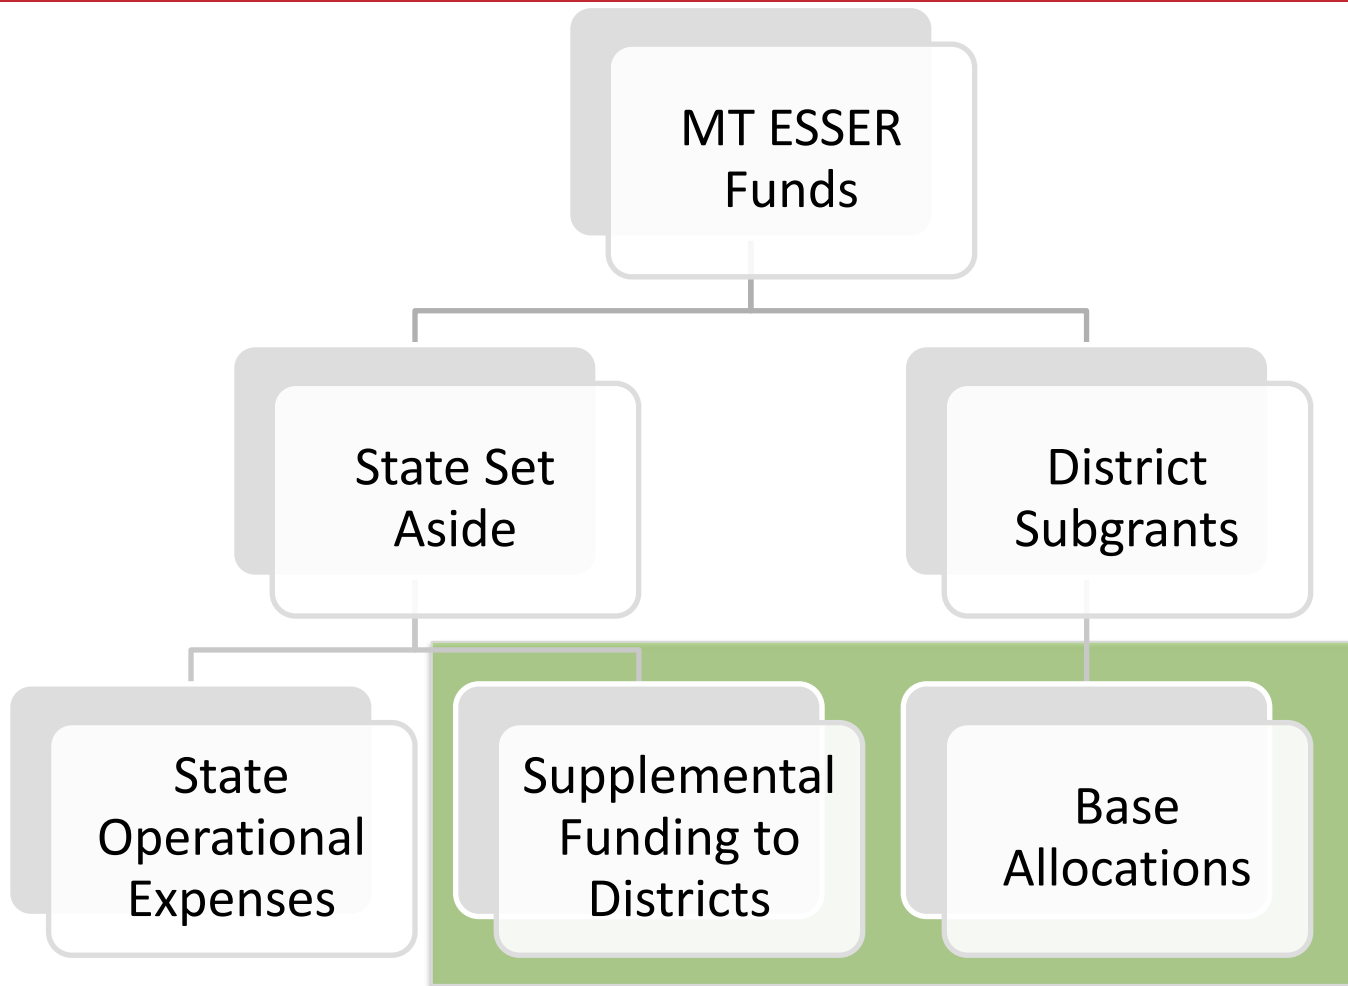 MT ESSER
Funds
State Set
Aside
District
Subgrants
State
Operational
Expenses
Supplemental
Funding to
Districts
Base
Allocations